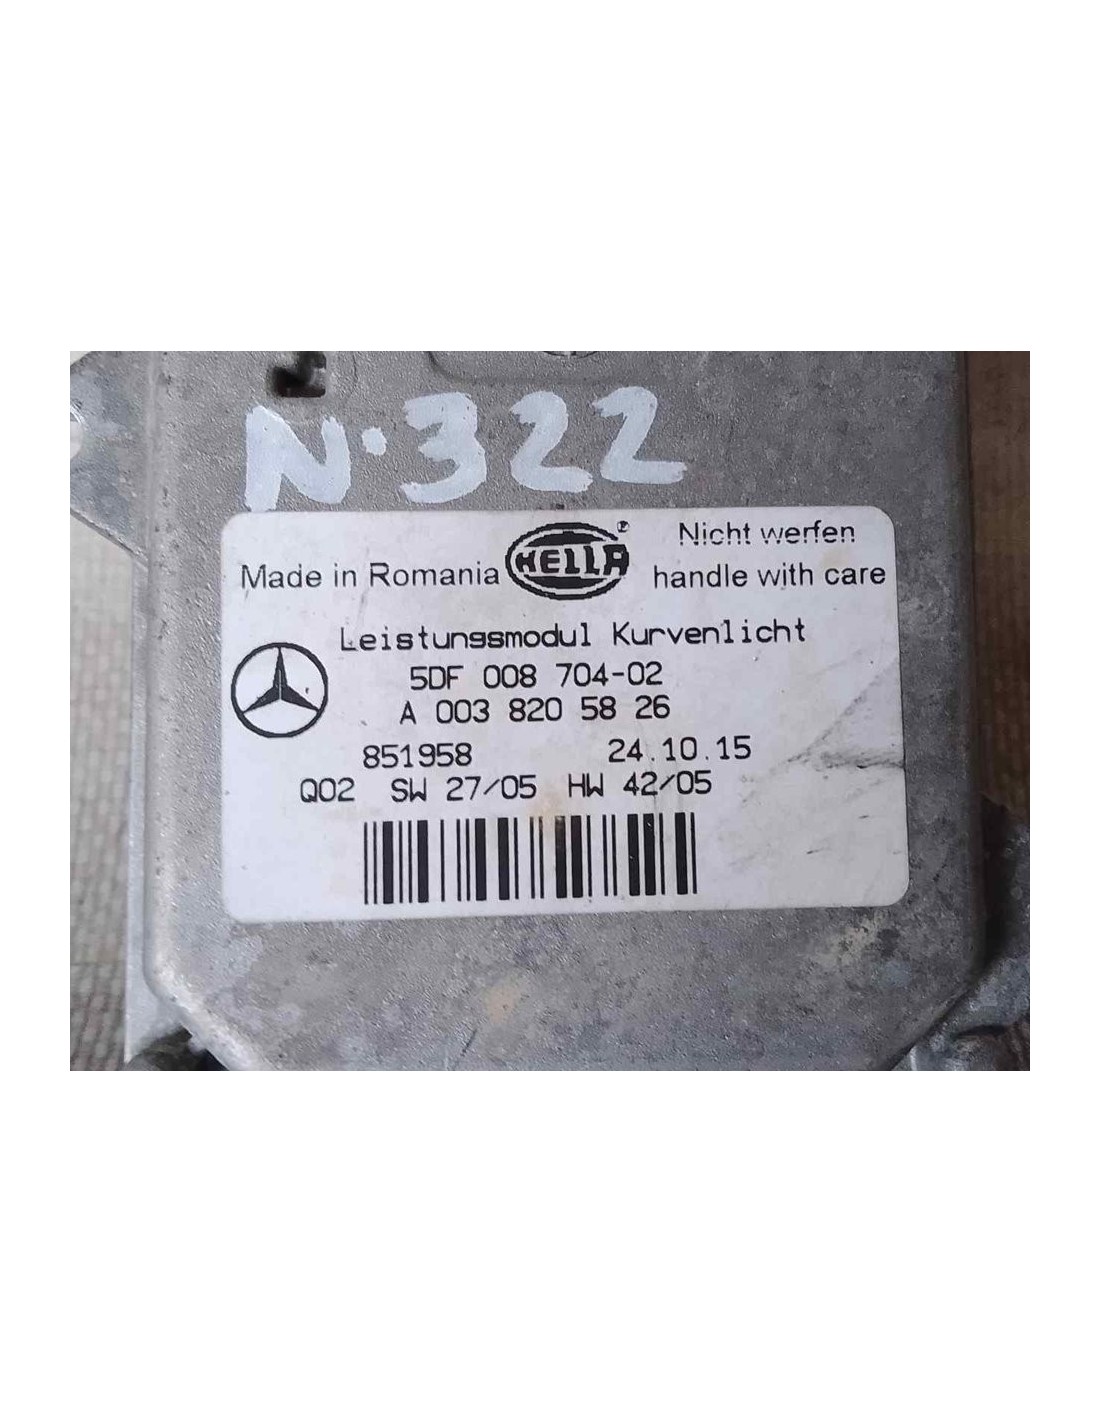 N.322
HELLA
Nicht werfen
Made in Romania
handle with care
Leistungsmodul Kurvenlicht
5DF 008 704-02
A 003 820 58 26
851958 24.10.15
Q02 SW 27/05 HW 42/05